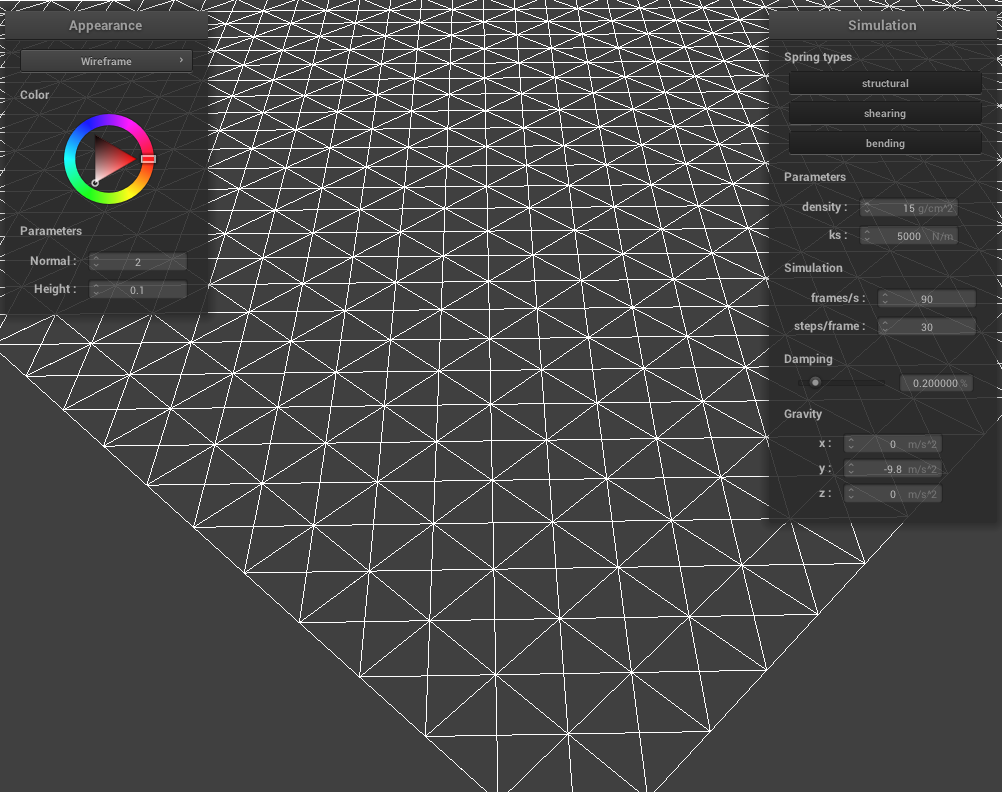 Appearance
Wireframe ›
Color
Parameters
Normal : 2
Height : 0.1
Simulation
Spring types
structural
shearing
bending
Parameters
density : 15 g/cm^2
ks : 5000 N/m
Simulation
frames/s : 90
steps/frame : 30
Damping
0.200000 %
Gravity
x : 0 m/s^2
y : -9.8 m/s^2
z : 0 m/s^2